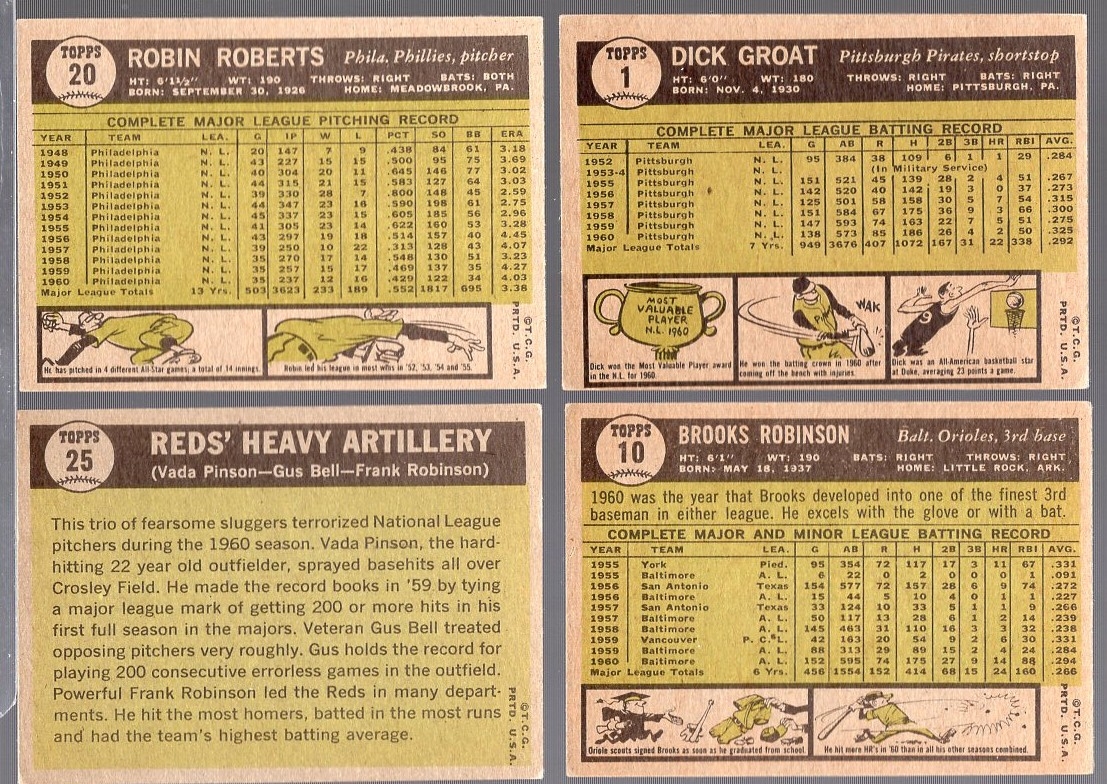 TOPPS
20
ROBIN ROBERTS Phila. Phillies, pitcher
HT: 6'1½" WT: 190 THROWS: RIGHT BATS: BOTH
BORN: SEPTEMBER 30, 1926 HOME: MEADOWBROOK, PA.
COMPLETE MAJOR LEAGUE PITCHING RECORD
YEAR TEAM LEA. G IP W L PCT SO BB ERA
1948 Philadelphia N. L. 20 147 7 9 .438 84 61 3.18
1949 Philadelphia N. L. 43 227 15 15 .500 95 75 3.69
1950 Philadelphia N. L. 40 304 20 11 .645 146 77 3.02
1951 Philadelphia N. L. 44 315 21 15 .583 127 64 3.03
1952 Philadelphia N. L. 39 330 28 7 .800 148 45 2.59
1953 Philadelphia N. L. 44 347 23 16 .590 198 61 2.75
1954 Philadelphia N. L. 45 337 23 15 .605 185 56 2.96
1955 Philadelphia N. L. 41 305 23 14 .622 160 53 3.28
1956 Philadelphia N. L. 43 297 19 18 .514 157 40 4.45
1957 Philadelphia N. L. 39 250 10 22 .313 128 43 4.07
1958 Philadelphia N. L. 35 270 17 14 .548 130 51 3.23
1959 Philadelphia N. L. 35 257 15 17 .469 137 35 4.27
1960 Philadelphia N. L. 35 237 12 16 .429 122 34 4.03
Major League Totals 13 Yrs. 503 3623 233 189 .552 1817 695 3.38
He has pitched in 4 different All-Star games, a total of 14 innings.
Robin led his league in most wins in '52, '53, '54 and '55.
©T.C.G.
PRTD. U.S.A.
TOPPS
1
DICK GROAT Pittsburgh Pirates, shortstop
HT: 6'0" WT: 180 THROWS: RIGHT BATS: RIGHT
BORN: NOV. 4, 1930 HOME: PITTSBURGH, PA.
COMPLETE MAJOR LEAGUE BATTING RECORD
YEAR TEAM LEA. G AB R H 2B 3B HR RBI AVG.
1952 Pittsburgh N. L. 95 384 38 109 6 1 1 29 .284
1953-4 Pittsburgh N. L. (In Military Service)
1955 Pittsburgh N. L. 151 521 45 139 28 2 4 51 .267
1956 Pittsburgh N. L. 142 520 40 142 19 3 0 37 .273
1957 Pittsburgh N. L. 125 501 58 158 30 5 7 54 .315
1958 Pittsburgh N. L. 151 584 67 175 36 9 3 66 .300
1959 Pittsburgh N. L. 147 593 74 163 22 7 5 51 .275
1960 Pittsburgh N. L. 138 573 85 186 26 4 2 50 .325
Major League Totals 7 Yrs. 949 3676 407 1072 167 31 22 338 .292
MOST
VALUABLE
PLAYER
N.L. 1960
WAK
9
Dick won the Most Valuable Player award
in the N.L. for 1960.
He won the batting crown in 1960 after
coming off the bench with injuries.
Dick was an All-American basketball star
at Duke, averaging 23 points a game.
©T.C.G.
PRTD. U.S.A.
TOPPS
25
REDS' HEAVY ARTILLERY
(Vada Pinson—Gus Bell—Frank Robinson)
This trio of fearsome sluggers terrorized National League
pitchers during the 1960 season. Vada Pinson, the hard-
hitting 22 year old outfielder, sprayed basehits all over
Crosley Field. He made the record books in '59 by tying
a major league mark of getting 200 or more hits in his
first full season in the majors. Veteran Gus Bell treated
opposing pitchers very roughly. Gus holds the record for
playing 200 consecutive errorless games in the outfield.
Powerful Frank Robinson led the Reds in many depart-
ments. He hit the most homers, batted in the most runs
and had the team's highest batting average.
©T.C.G.
PRTD. U.S.A.
TOPPS
10
BROOKS ROBINSON Balt. Orioles, 3rd base
HT: 6'1" WT: 190 BATS: RIGHT THROWS: RIGHT
BORN: MAY 18, 1937 HOME: LITTLE ROCK, ARK.
1960 was the year that Brooks developed into one of the finest 3rd
baseman in either league. He excels with the glove or with a bat.
COMPLETE MAJOR AND MINOR LEAGUE BATTING RECORD
YEAR TEAM LEA. G AB R H 2B 3B HR RBI AVG.
1955 York Pied. 95 354 72 117 17 3 11 67 .331
1955 Baltimore A. L. 6 22 0 2 0 0 0 1 .091
1956 San Antonio Texas 154 577 72 157 28 6 9 74 .272
1956 Baltimore A. L. 15 44 5 10 4 0 1 1 .227
1957 San Antonio Texas 33 124 10 33 5 1 1 9 .266
1957 Baltimore A. L. 50 117 13 28 6 1 2 14 .239
1958 Baltimore A. L. 145 463 31 110 16 3 3 32 .238
1959 Vancouver P. C. L. 42 163 20 54 9 2 6 30 .331
1959 Baltimore A. L. 88 313 29 89 15 2 4 24 .284
1960 Baltimore A. L. 152 595 74 175 27 9 14 88 .294
Major League Totals 6 Yrs. 456 1554 152 414 68 15 24 160 .266
Oriole scouts signed Brooks as soon as he graduated from school.
He hit more HR's in '60 than in all his other seasons combined.
©T.C.G.
PRTD. U.S.A.